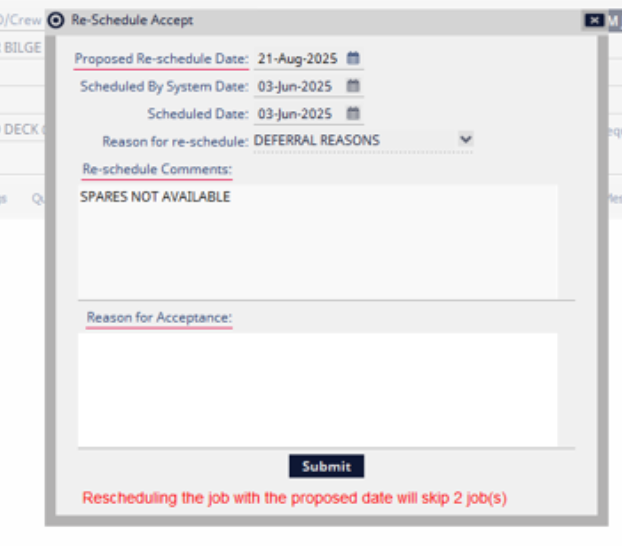 O/Crew
Re-Schedule Accept
M
BILGE
Proposed Re-schedule Date: 21-Aug-2025
Scheduled By System Date: 03-Jun-2025
Scheduled Date: 03-Jun-2025
DECK
Reason for re-schedule: DEFERRAL REASONS
Re-schedule Comments:
SPARES NOT AVAILABLE
Reason for Acceptance:
Submit
Rescheduling the job with the proposed date will skip 2 job(s)